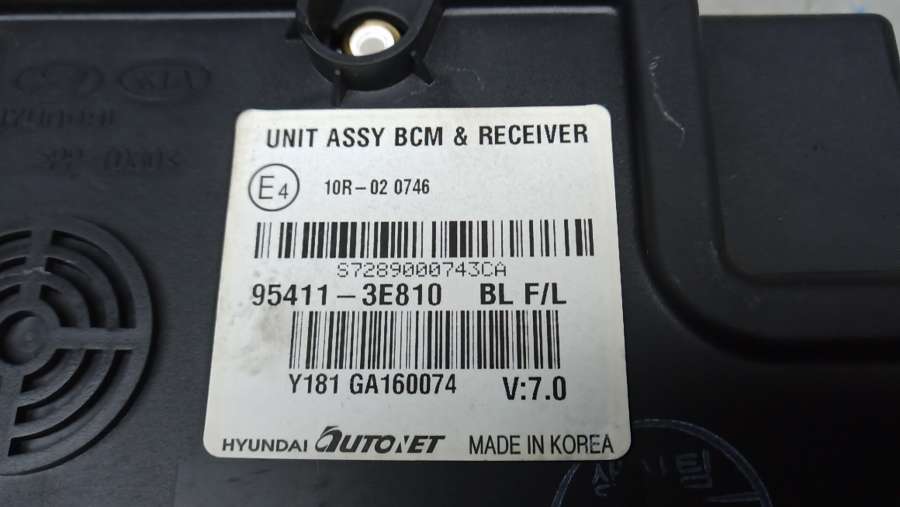 KIA
UNIT ASSY BCM & RECEIVER
E4
10R-02 0746
S7289000743CA
95411-3E810 BL F/L
Y181 GA160074 V:7.0
HYUNDAI AUTONET MADE IN KOREA